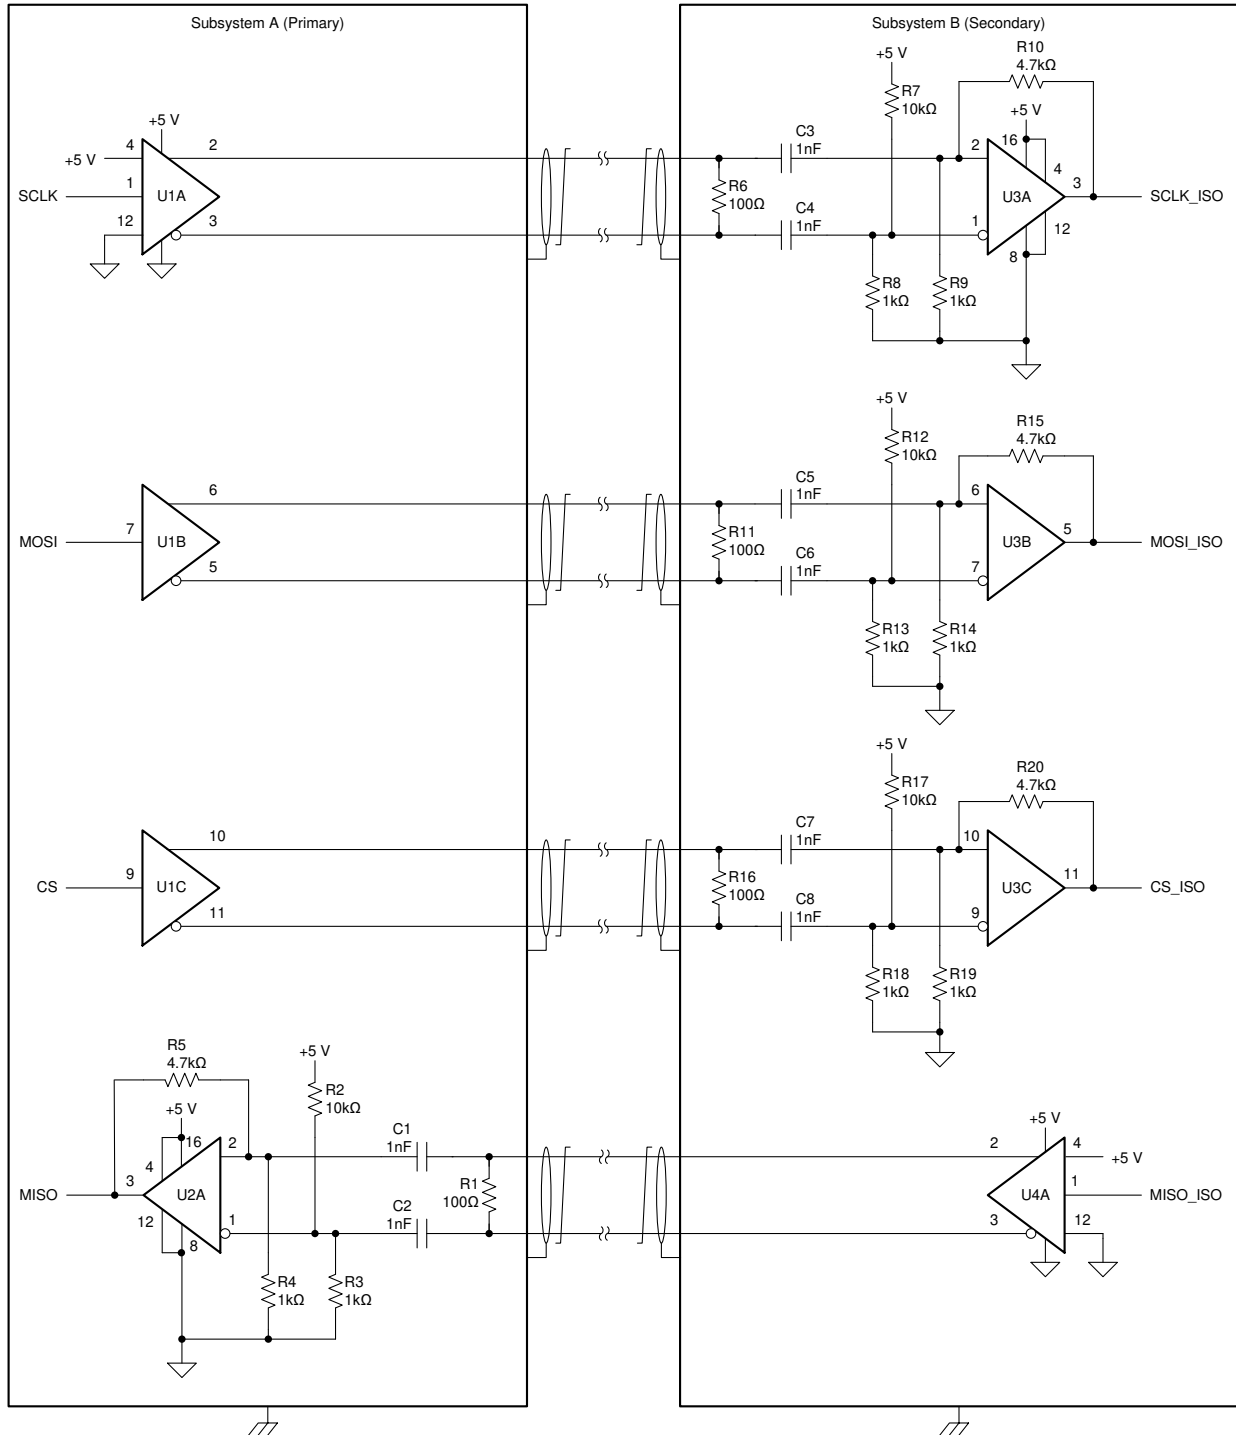 Subsystem A (Primary)
Subsystem B (Secondary)
+5 V
+5 V
4
SCLK
1
12
U1A
2
3
R6
100Ω
C3
1nF
C4
1nF
+5 V
R7
10kΩ
R8
1kΩ
R9
1kΩ
R10
4.7kΩ
+5 V
16
2
1
4
U3A
3
12
8
SCLK_ISO
MOSI
7
U1B
6
5
R11
100Ω
C5
1nF
C6
1nF
+5 V
R12
10kΩ
R13
1kΩ
R14
1kΩ
R15
4.7kΩ
6
7
U3B
5
MOSI_ISO
CS
9
U1C
10
11
R16
100Ω
C7
1nF
C8
1nF
+5 V
R17
10kΩ
R18
1kΩ
R19
1kΩ
R20
4.7kΩ
10
9
U3C
11
CS_ISO
R5
4.7kΩ
+5 V
16
4
MISO
3
U2A
12
8
2
1
+5 V
R2
10kΩ
R4
1kΩ
R3
1kΩ
C1
1nF
C2
1nF
R1
100Ω
2
3
+5 V
U4A
4
+5 V
1
12
MISO_ISO